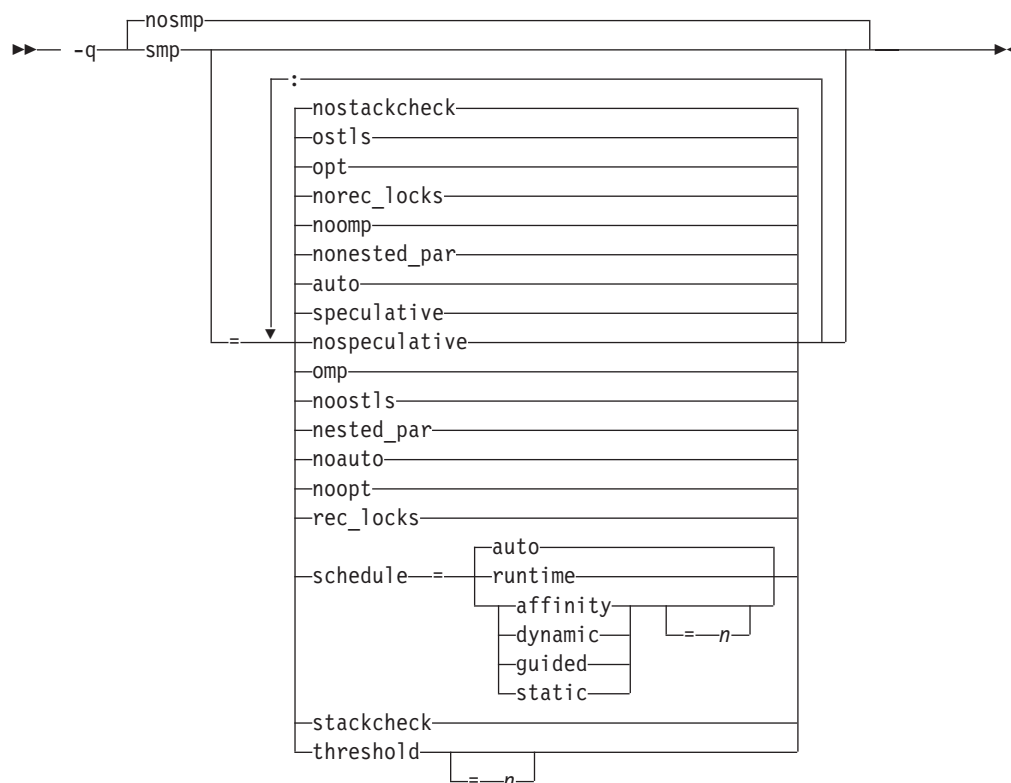 nosmp
-q smp
:
nostackcheck
ostls
opt
norec_locks
noomp
nonested_par
auto
speculative
= nospeculative
omp
noostls
nested_par
noauto
noopt
rec_locks
auto
schedule = runtime
affinity
dynamic = n
guided
static
stackcheck
threshold
= n